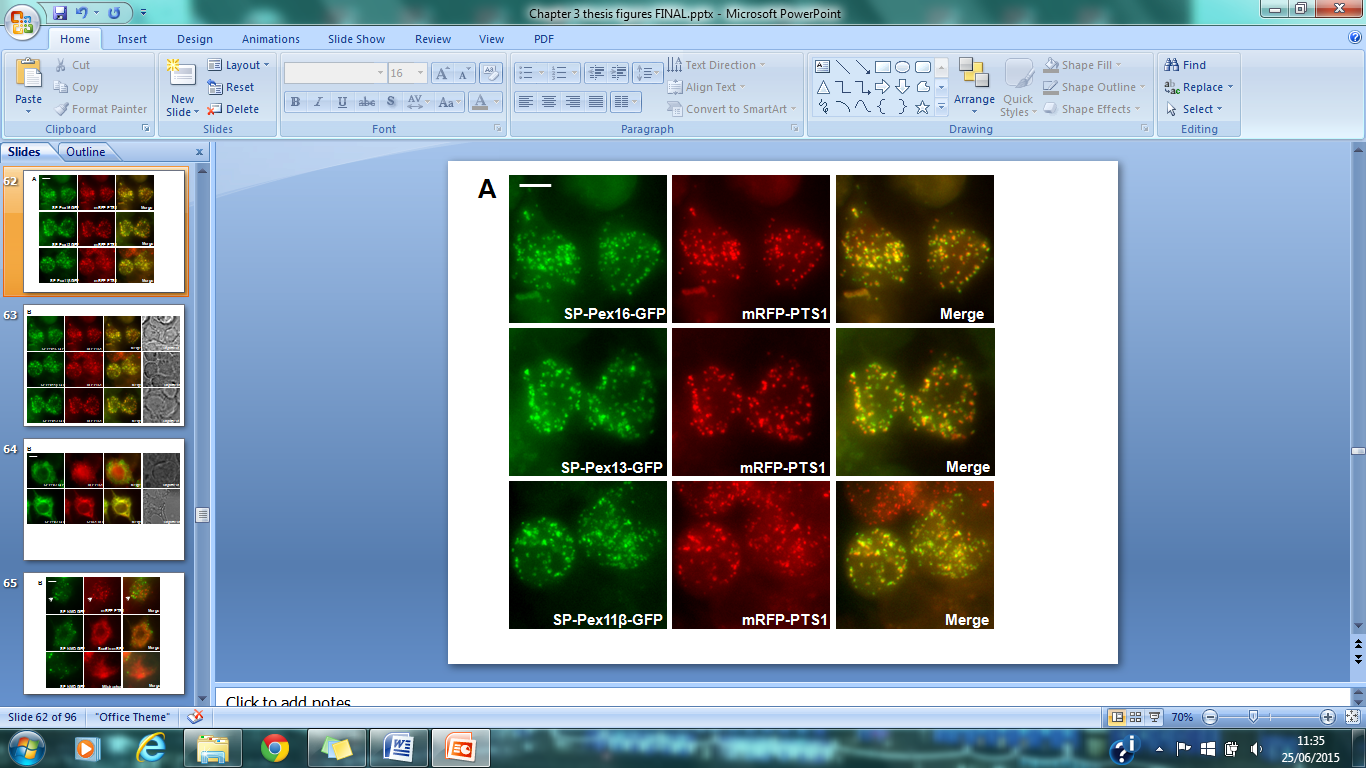 Chapter 3 thesis figures FINAL.pptx - Microsoft PowerPoint
Home Insert Design Animations Slide Show Review View PDF
Paste
Cut
Copy
Format Painter
Clipboard
New Slide
Layout
Reset
Delete
Slides
16
A A
B I U abc S AV Aa A
Font
Text Direction
Align Text
Convert to SmartArt
Paragraph
Arrange
Quick Styles
Shape Fill
Shape Outline
Shape Effects
Drawing
Find
Replace
Select
Editing
Slides Outline x
62
A
63
B
64
B
65
B
A
SP-Pex16-GFP mRFP-PTS1 Merge
SP-Pex13-GFP mRFP-PTS1 Merge
SP-Pex11β-GFP mRFP-PTS1 Merge
Click to add notes
Slide 62 of 96 "Office Theme" 70%
11:35
25/06/2015